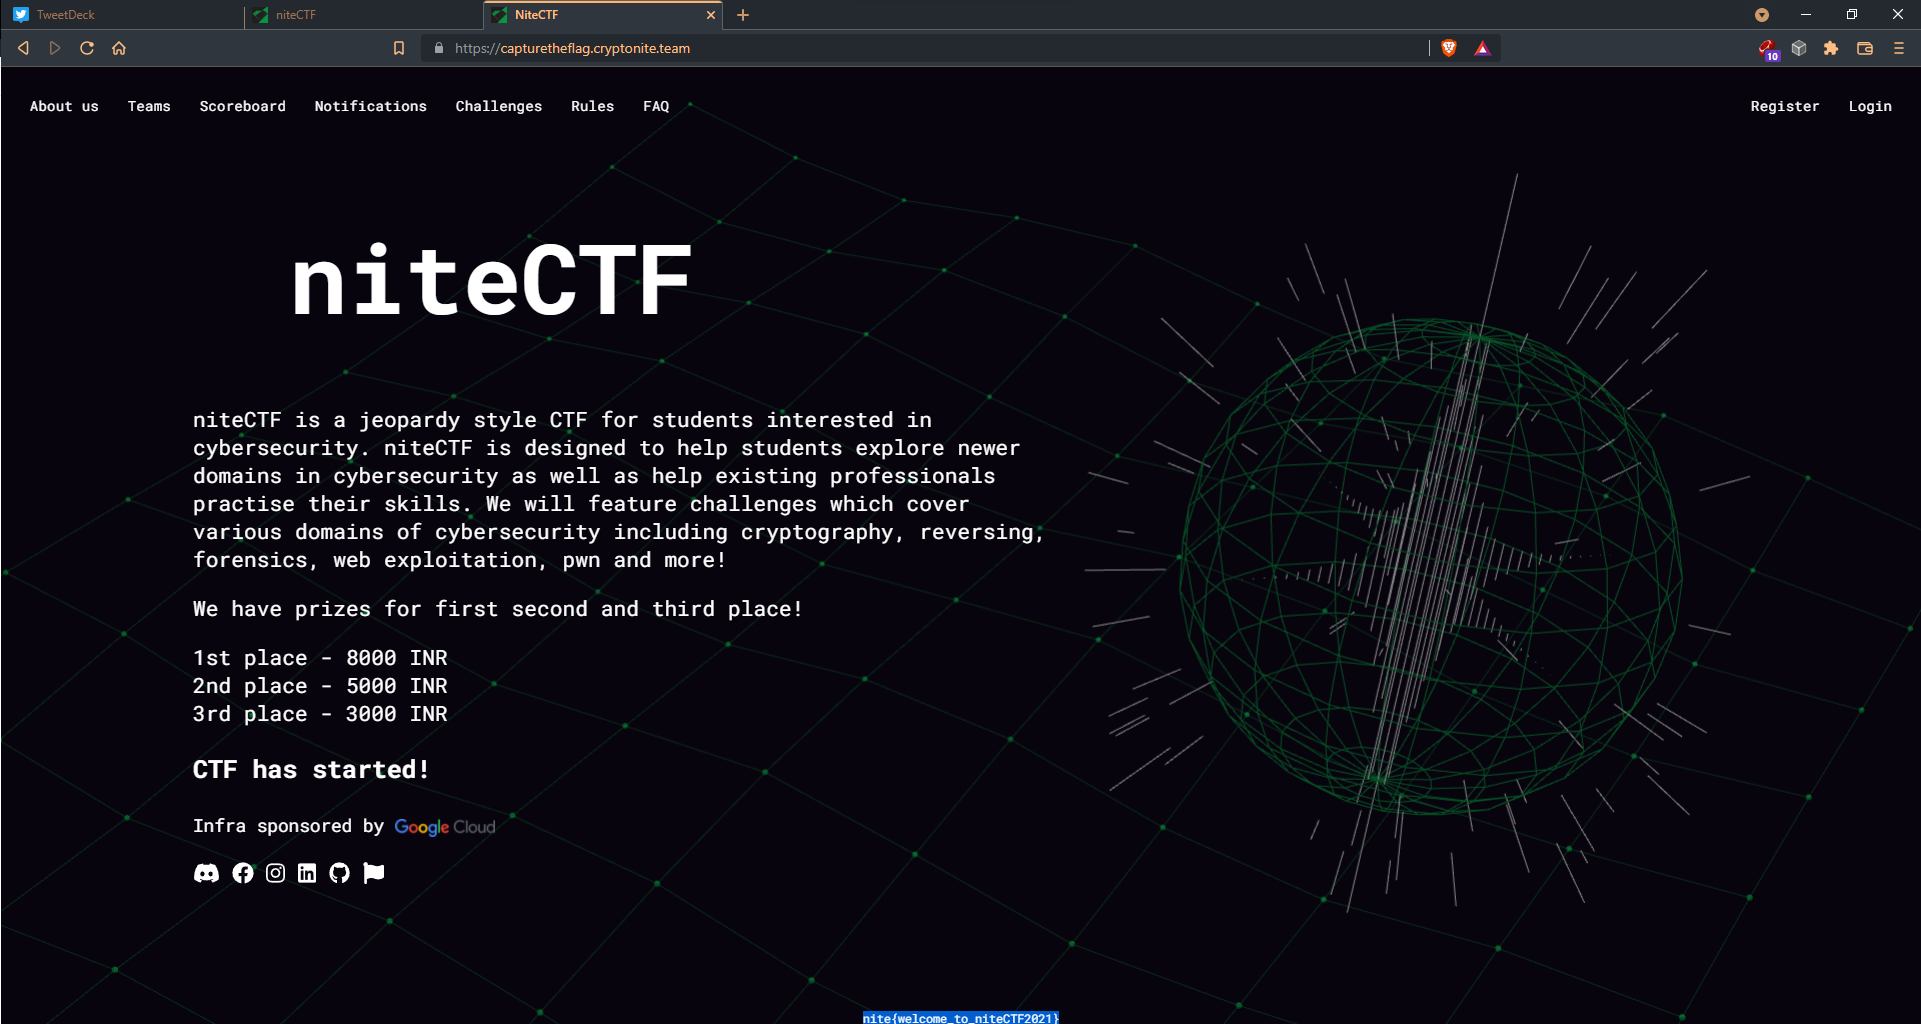 TweetDeck
niteCTF
NiteCTF
https://capturetheflag.cryptonite.team
10
About us
Teams
Scoreboard
Notifications
Challenges
Rules
FAQ
Register
Login
niteCTF
niteCTF is a jeopardy style CTF for students interested in
cybersecurity. niteCTF is designed to help students explore newer
domains in cybersecurity as well as help existing professionals
practise their skills. We will feature challenges which cover
various domains of cybersecurity including cryptography, reversing,
forensics, web exploitation, pwn and more!
We have prizes for first second and third place!
1st place - 8000 INR
2nd place - 5000 INR
3rd place - 3000 INR
CTF has started!
Infra sponsored by Google Cloud
nite{welcome_to_niteCTF2021}